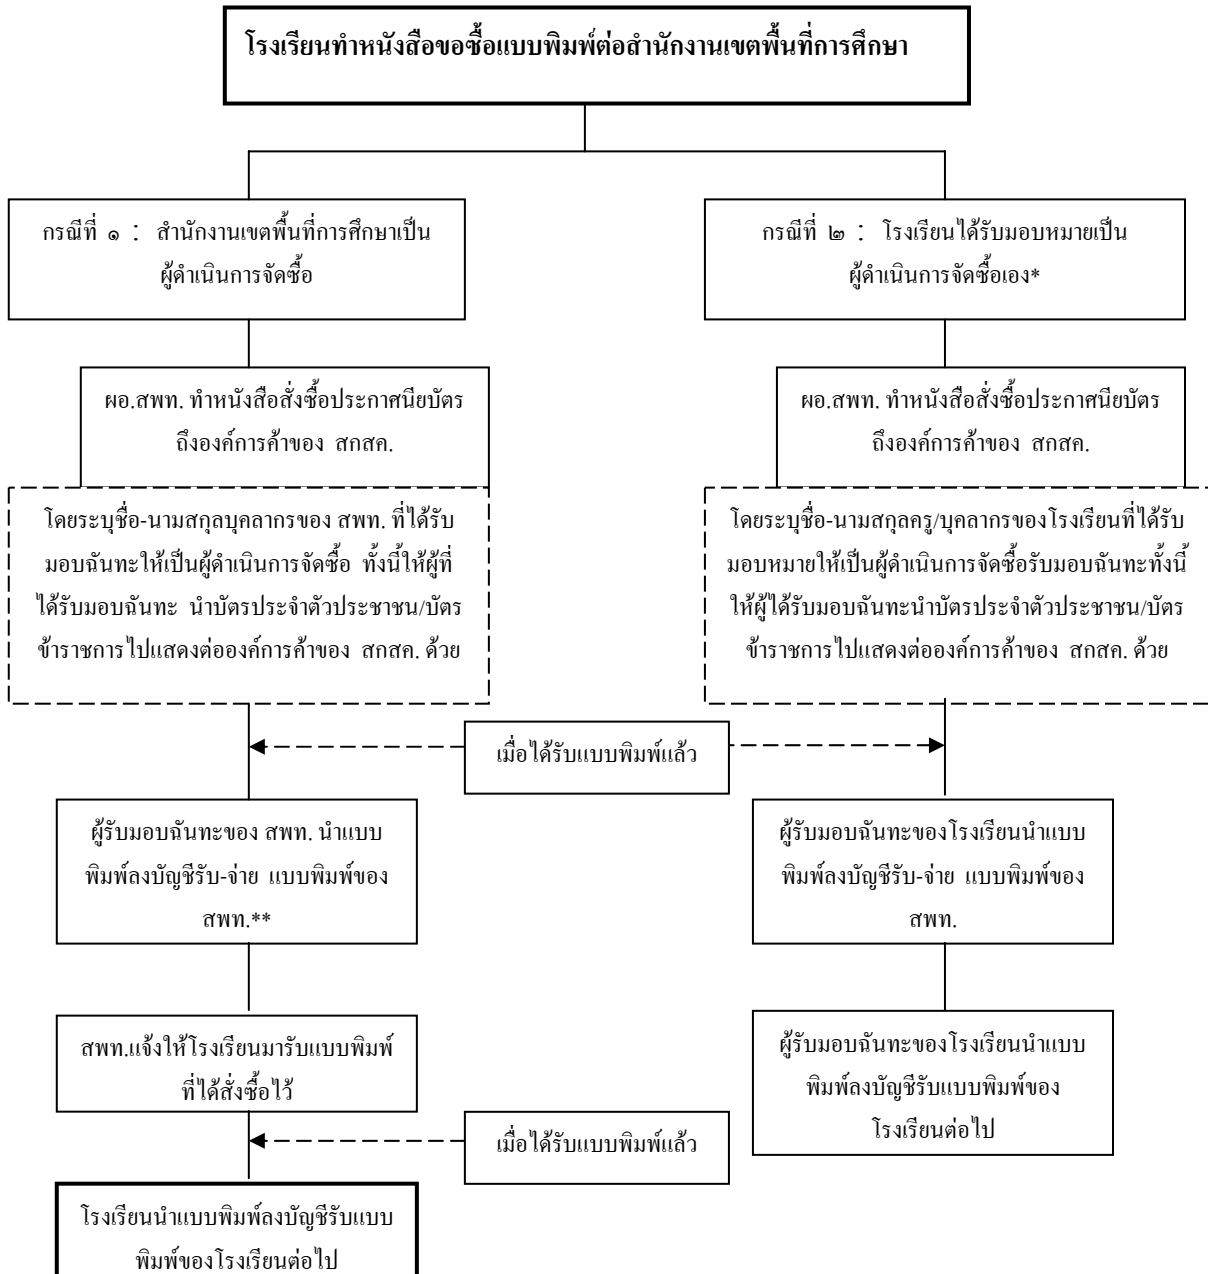 โรงเรียนทำหนังสือขอซื้อแบบพิมพ์ต่อสำนักงานเขตพื้นที่การศึกษา
กรณีที่ ๑ : สำนักงานเขตพื้นที่การศึกษาเป็น
ผู้ดำเนินการจัดซื้อ
ผอ.สพท. ทำหนังสือสั่งซื้อประกาศนียบัตร
ถึงองค์การค้าของ สกสค.
โดยระบุชื่อ-นามสกุลบุคลากรของ สพท. ที่ได้รับ
มอบฉันทะให้เป็นผู้ดำเนินการจัดซื้อ ทั้งนี้ให้ผู้ที่
ได้รับมอบฉันทะ นำบัตรประจำตัวประชาชน/บัตร
ข้าราชการไปแสดงต่อองค์การค้าของ สกสค. ด้วย
กรณีที่ ๒ : โรงเรียนได้รับมอบหมายเป็น
ผู้ดำเนินการจัดซื้อเอง*
ผอ.สพท. ทำหนังสือสั่งซื้อประกาศนียบัตร
ถึงองค์การค้าของ สกสค.
โดยระบุชื่อ-นามสกุลครู/บุคลากรของโรงเรียนที่ได้รับ
มอบหมายให้เป็นผู้ดำเนินการจัดซื้อรับมอบฉันทะทั้งนี้
ให้ผู้ได้รับมอบฉันทะนำบัตรประจำตัวประชาชน/บัตร
ข้าราชการไปแสดงต่อองค์การค้าของ สกสค. ด้วย
เมื่อได้รับแบบพิมพ์แล้ว
ผู้รับมอบฉันทะของ สพท. นำแบบ
พิมพ์ลงบัญชีรับ-จ่าย แบบพิมพ์ของ
สพท.**
สพท.แจ้งให้โรงเรียนมารับแบบพิมพ์
ที่ได้สั่งซื้อไว้
เมื่อได้รับแบบพิมพ์แล้ว
โรงเรียนนำแบบพิมพ์ลงบัญชีรับแบบ
พิมพ์ของโรงเรียนต่อไป
ผู้รับมอบฉันทะของโรงเรียนนำแบบ
พิมพ์ลงบัญชีรับ-จ่าย แบบพิมพ์ของ
สพท.
ผู้รับมอบฉันทะของโรงเรียนนำแบบ
พิมพ์ลงบัญชีรับแบบพิมพ์ของ
โรงเรียนต่อไป